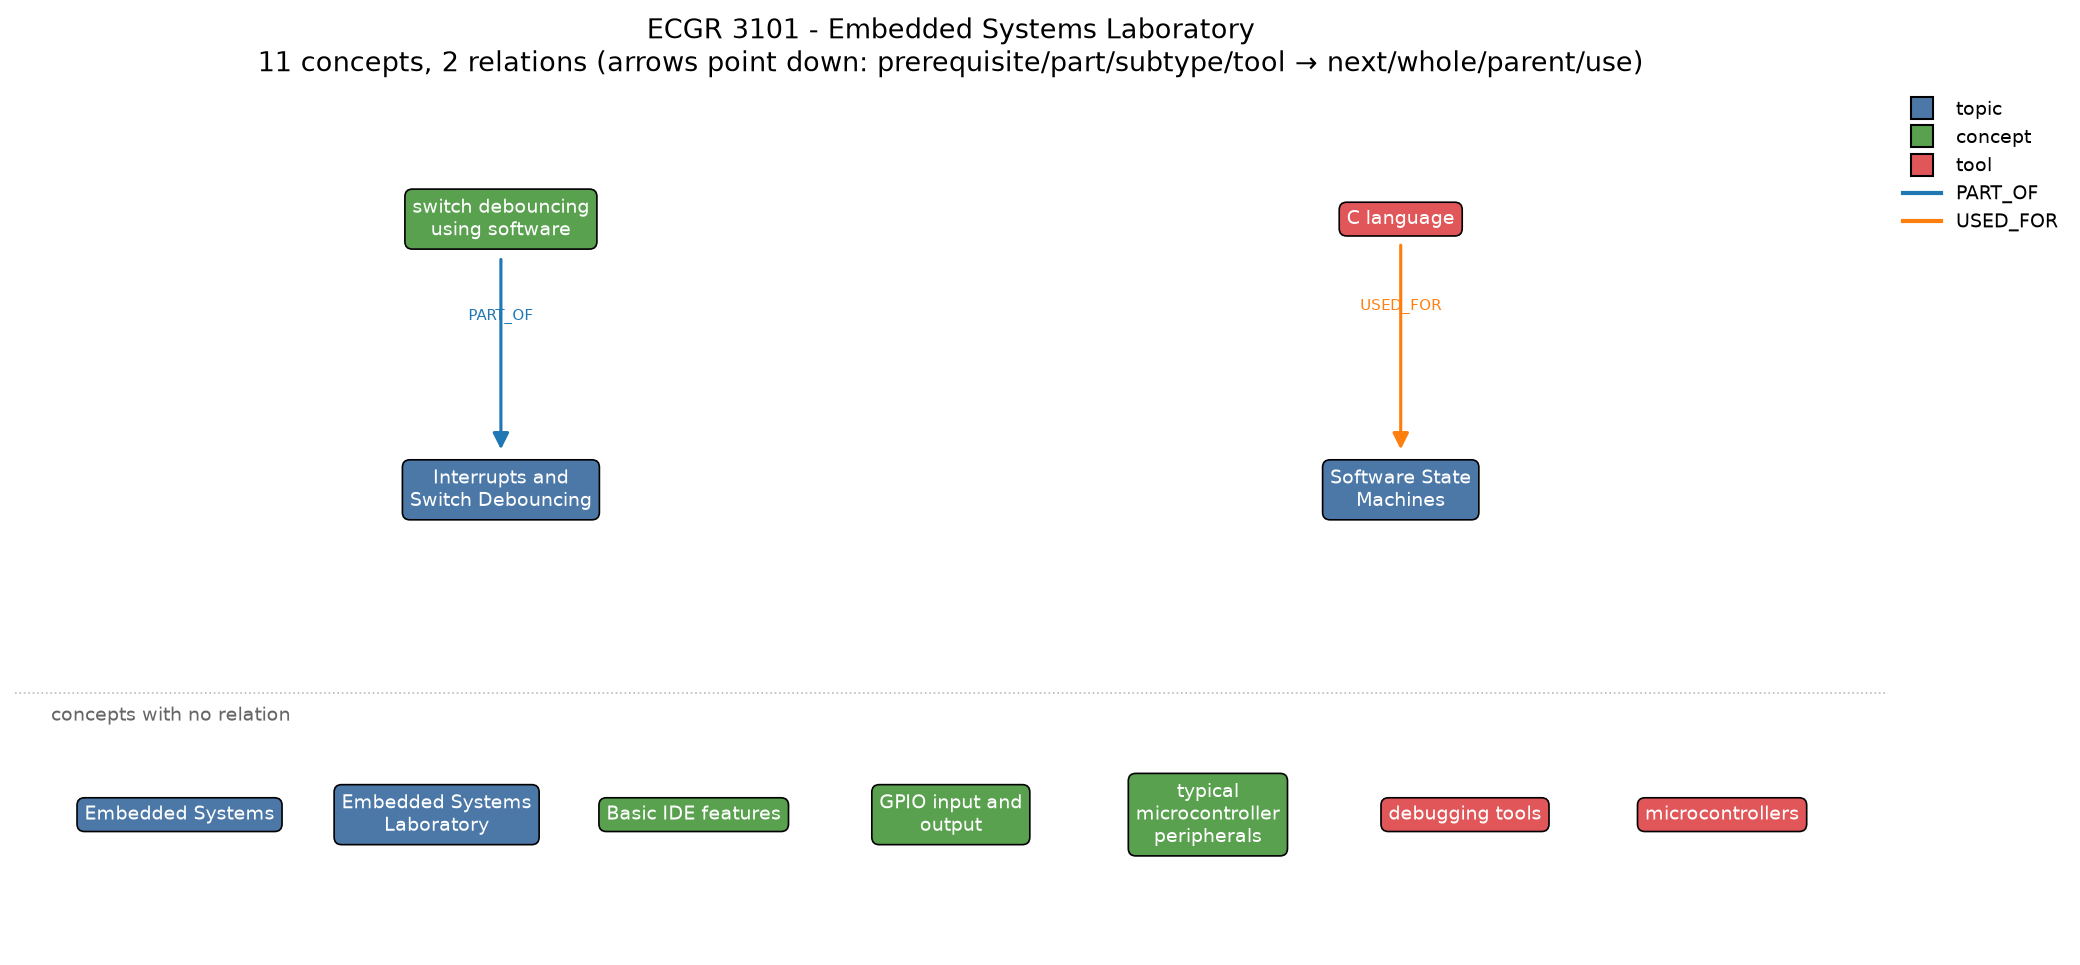 ECGR 3101 - Embedded Systems Laboratory
11 concepts, 2 relations (arrows point down: prerequisite/part/subtype/tool → next/whole/parent/use)
topic
concept
tool
PART_OF
USED_FOR
switch debouncing
using software
C language
PART_OF
USED_FOR
Interrupts and
Switch Debouncing
Software State
Machines
concepts with no relation
Embedded Systems
Embedded Systems
Laboratory
Basic IDE features
GPIO input and
output
typical
microcontroller
peripherals
debugging tools
microcontrollers